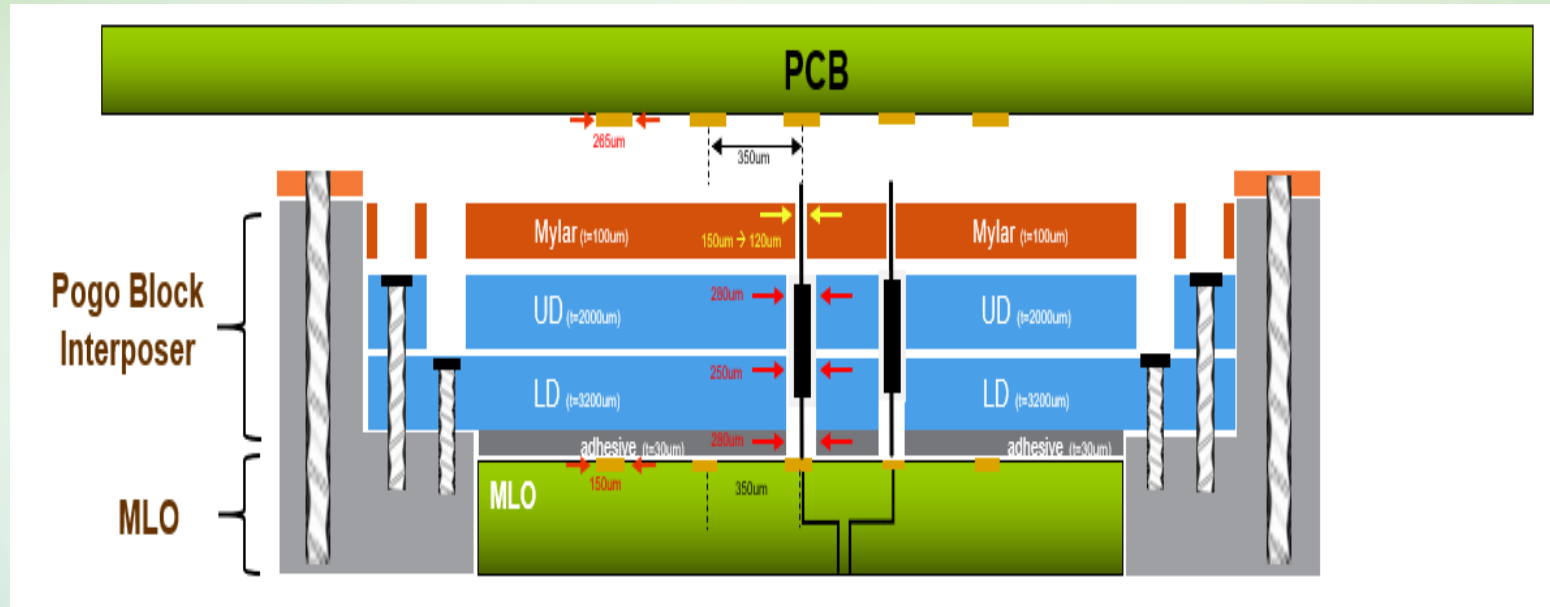 PCB
265um
350um
Mylar (t=100um)
150um → 120um
Mylar (t=100um)
Pogo Block
Interposer
UD (t=2000um)
280um
UD (t=2000um)
LD (t=3200um)
250um
LD (t=3200um)
adhesive (t=30um)
280um
adhesive (t=30um)
MLO
MLO
150um
350um